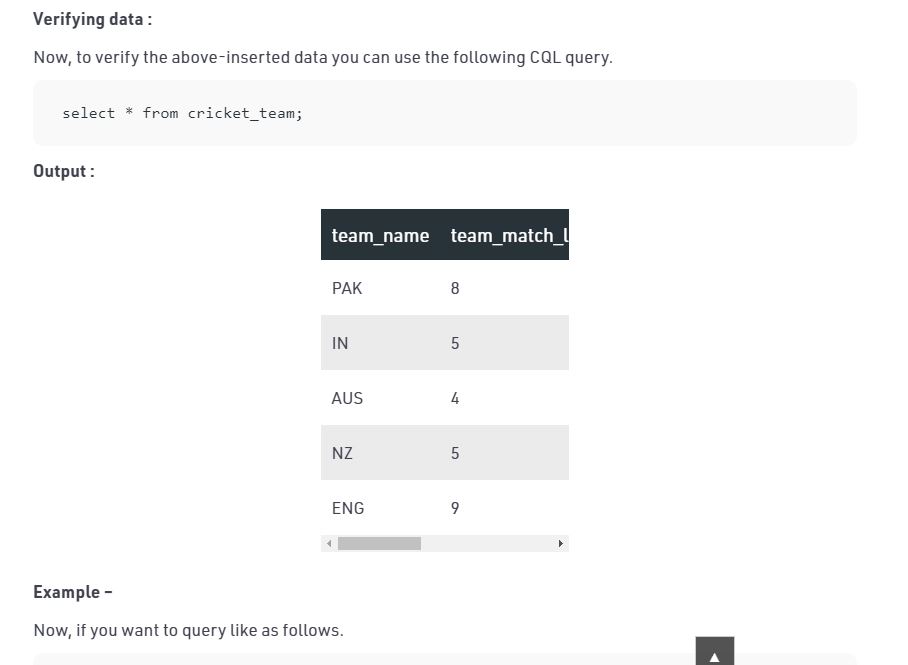 Verifying data :
Now, to verify the above-inserted data you can use the following CQL query.
select * from cricket_team;
Output :
team_name team_match_l
PAK 8
IN 5
AUS 4
NZ 5
ENG 9
Example –
Now, if you want to query like as follows.